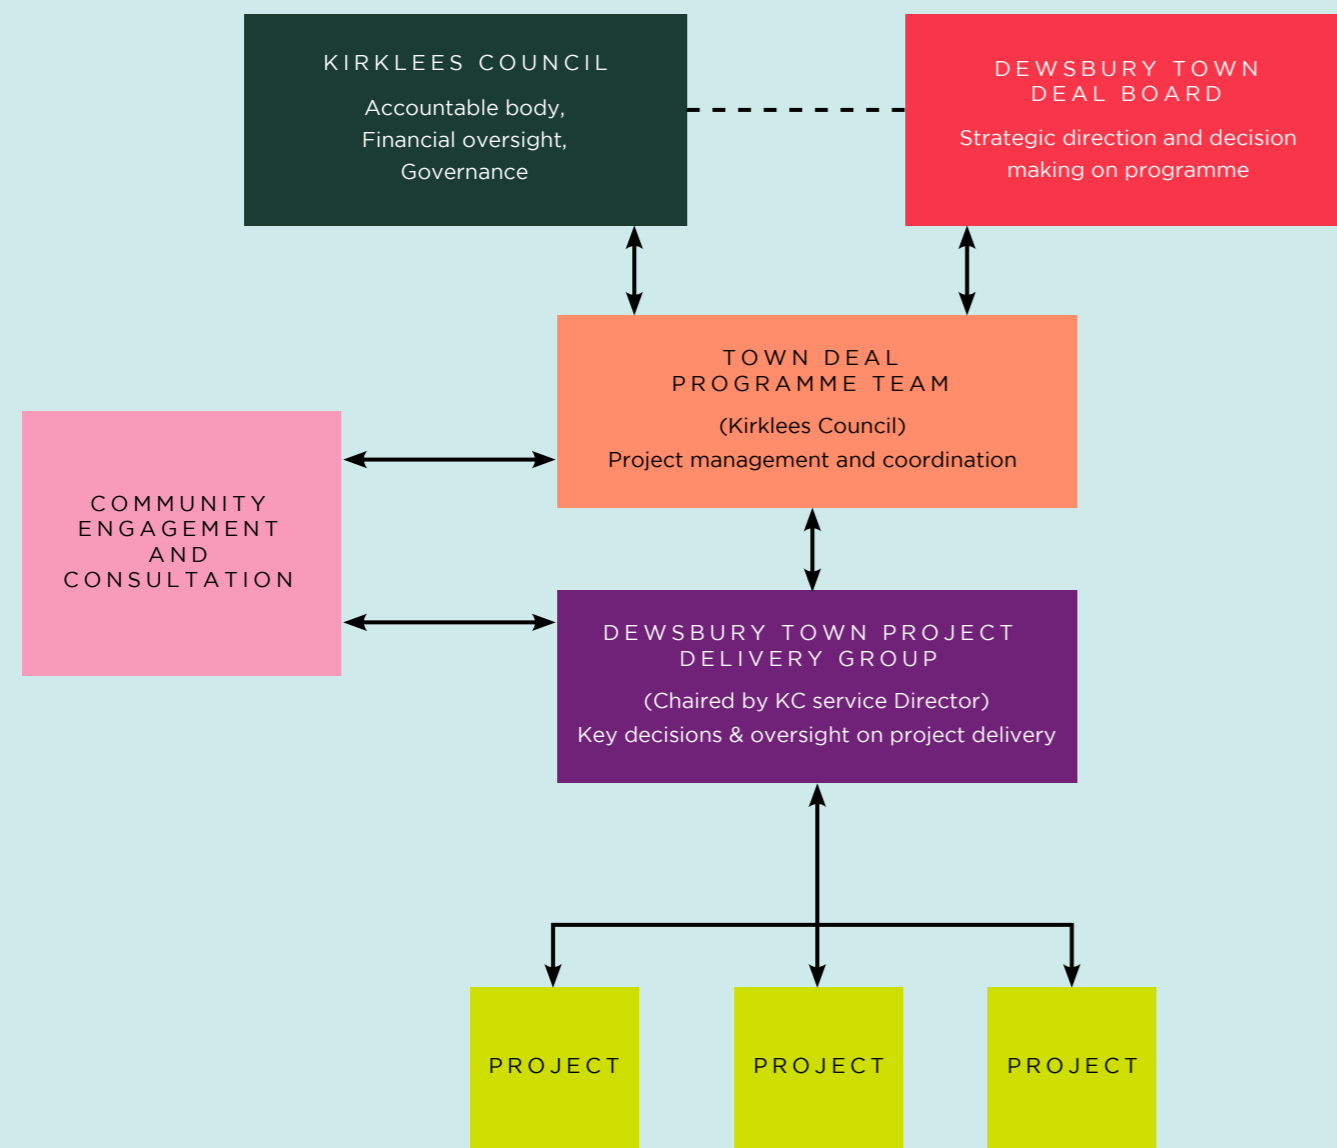 KIRKLEES COUNCIL
Accountable body,
Financial oversight,
Governance
DEWSBURY TOWN
DEAL BOARD
Strategic direction and decision
making on programme
TOWN DEAL
PROGRAMME TEAM
(Kirklees Council)
Project management and coordination
COMMUNITY
ENGAGEMENT
AND
CONSULTATION
DEWSBURY TOWN PROJECT
DELIVERY GROUP
(Chaired by KC service Director)
Key decisions & oversight on project delivery
PROJECT
PROJECT
PROJECT